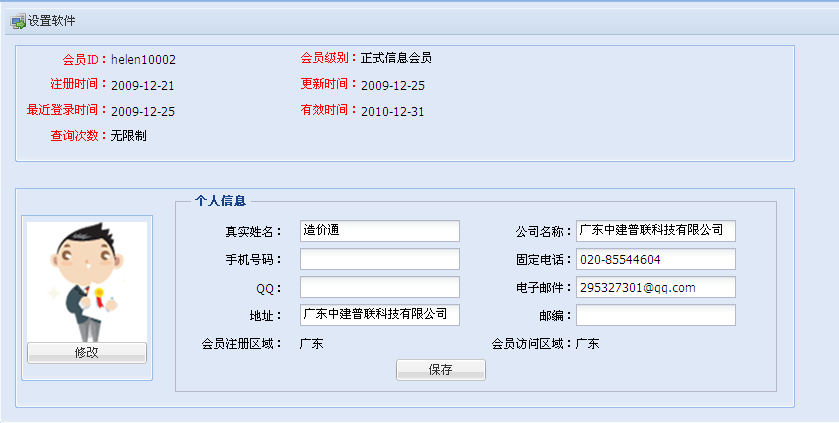 设置软件
会员ID：helen10002 会员级别：正式信息会员
注册时间：2009-12-21 更新时间：2009-12-25
最近登录时间：2009-12-25 有效时间：2010-12-31
查询次数：无限制
个人信息
真实姓名： 造价通 公司名称： 广东中建普联科技有限公司
手机号码： 固定电话： 020-85544604
QQ： 电子邮件： 295327301@qq.com
地址： 广东中建普联科技有限公司 邮编：
修改
会员注册区域： 广东 会员访问区域：广东
保存